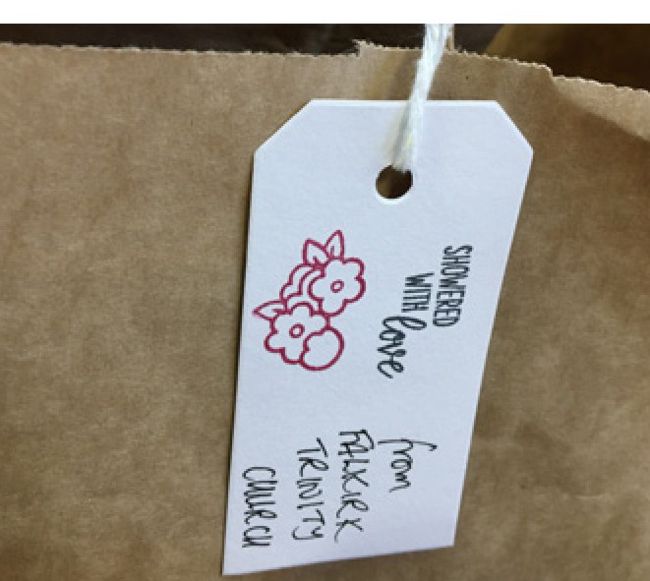 SHOWERED
WITH love
from
FALKIRK
TRINITY
CHURCH